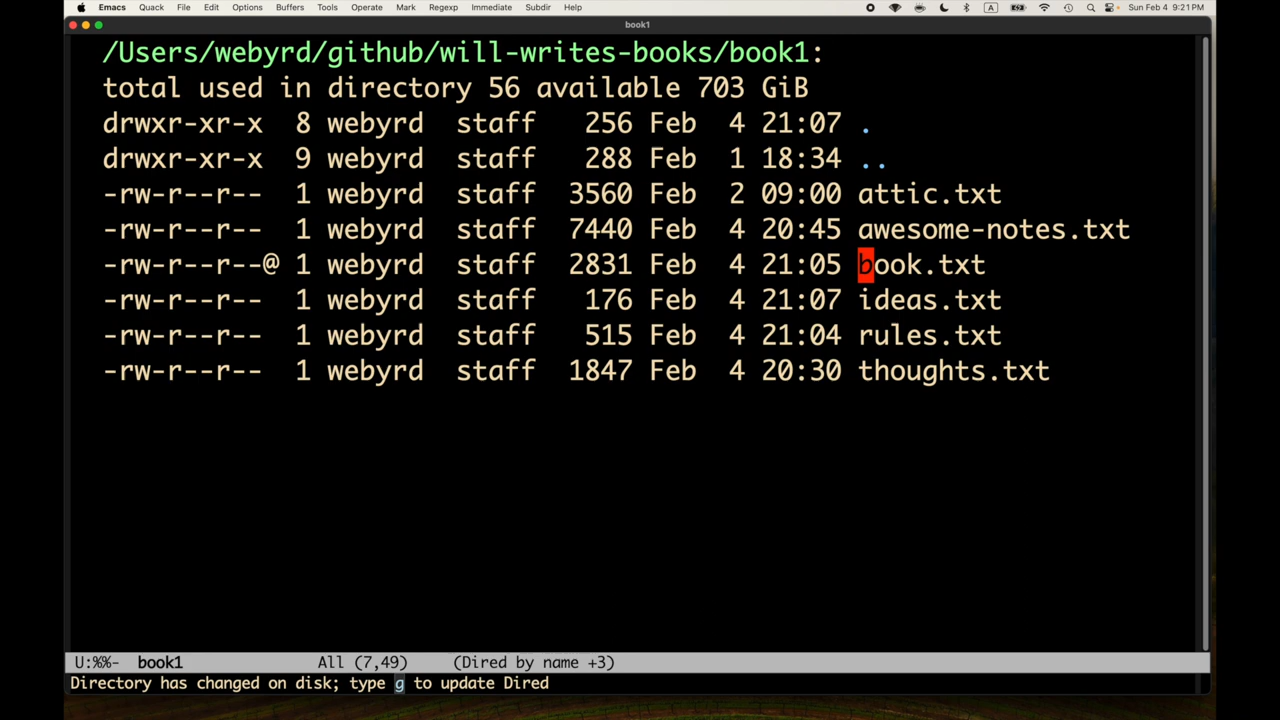 Emacs Quack File Edit Options Buffers Tools Operate Mark Regexp Immediate Subdir Help A Sun Feb 4 9:21 PM
book1
/Users/webyrd/github/will-writes-books/book1:
total used in directory 56 available 703 GiB
drwxr-xr-x 8 webyrd staff 256 Feb 4 21:07 .
drwxr-xr-x 9 webyrd staff 288 Feb 1 18:34 ..
-rw-r--r-- 1 webyrd staff 3560 Feb 2 09:00 attic.txt
-rw-r--r-- 1 webyrd staff 7440 Feb 4 20:45 awesome-notes.txt
-rw-r--r--@ 1 webyrd staff 2831 Feb 4 21:05 book.txt
-rw-r--r-- 1 webyrd staff 176 Feb 4 21:07 ideas.txt
-rw-r--r-- 1 webyrd staff 515 Feb 4 21:04 rules.txt
-rw-r--r-- 1 webyrd staff 1847 Feb 4 20:30 thoughts.txt
U:%%- book1 All (7,49) (Dired by name +3)
Directory has changed on disk; type g to update Dired